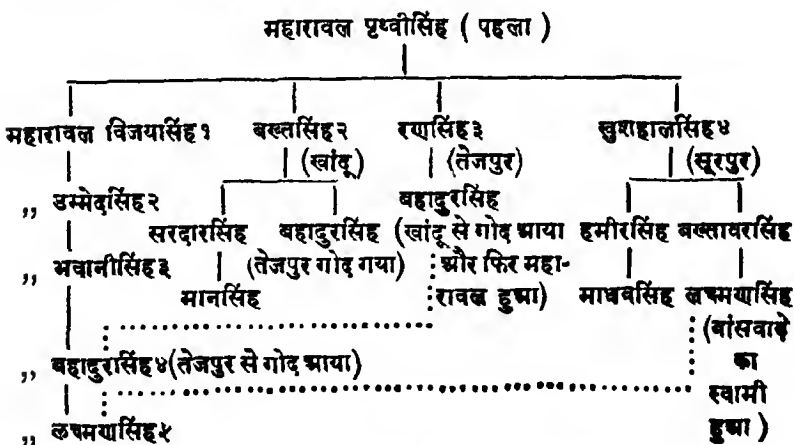 महारावल पृथ्वीसिंह ( पहला )
महारावल विजयसिंह१ बख्तसिंह२ रणसिंह३ खुशहालसिंह४
(खांदू) (तेजपुर) (सूरपुर)
,, उम्मेदसिंह२ बहादुरसिंह
सरदारसिंह बहादुरसिंह (खांदू से गोद आया हमीरसिंह बख्तावरसिंह
,, भवानीसिंह३ (तेजपुर गोद गया) और फिर महा-
मानसिंह रावल हुआ) माधवसिंह लक्ष्मणसिंह
(बांसवाड़े
,, बहादुरसिंह४(तेजपुर से गोद आया) का
स्वामी
,, लक्ष्मणसिंह५ हुआ )